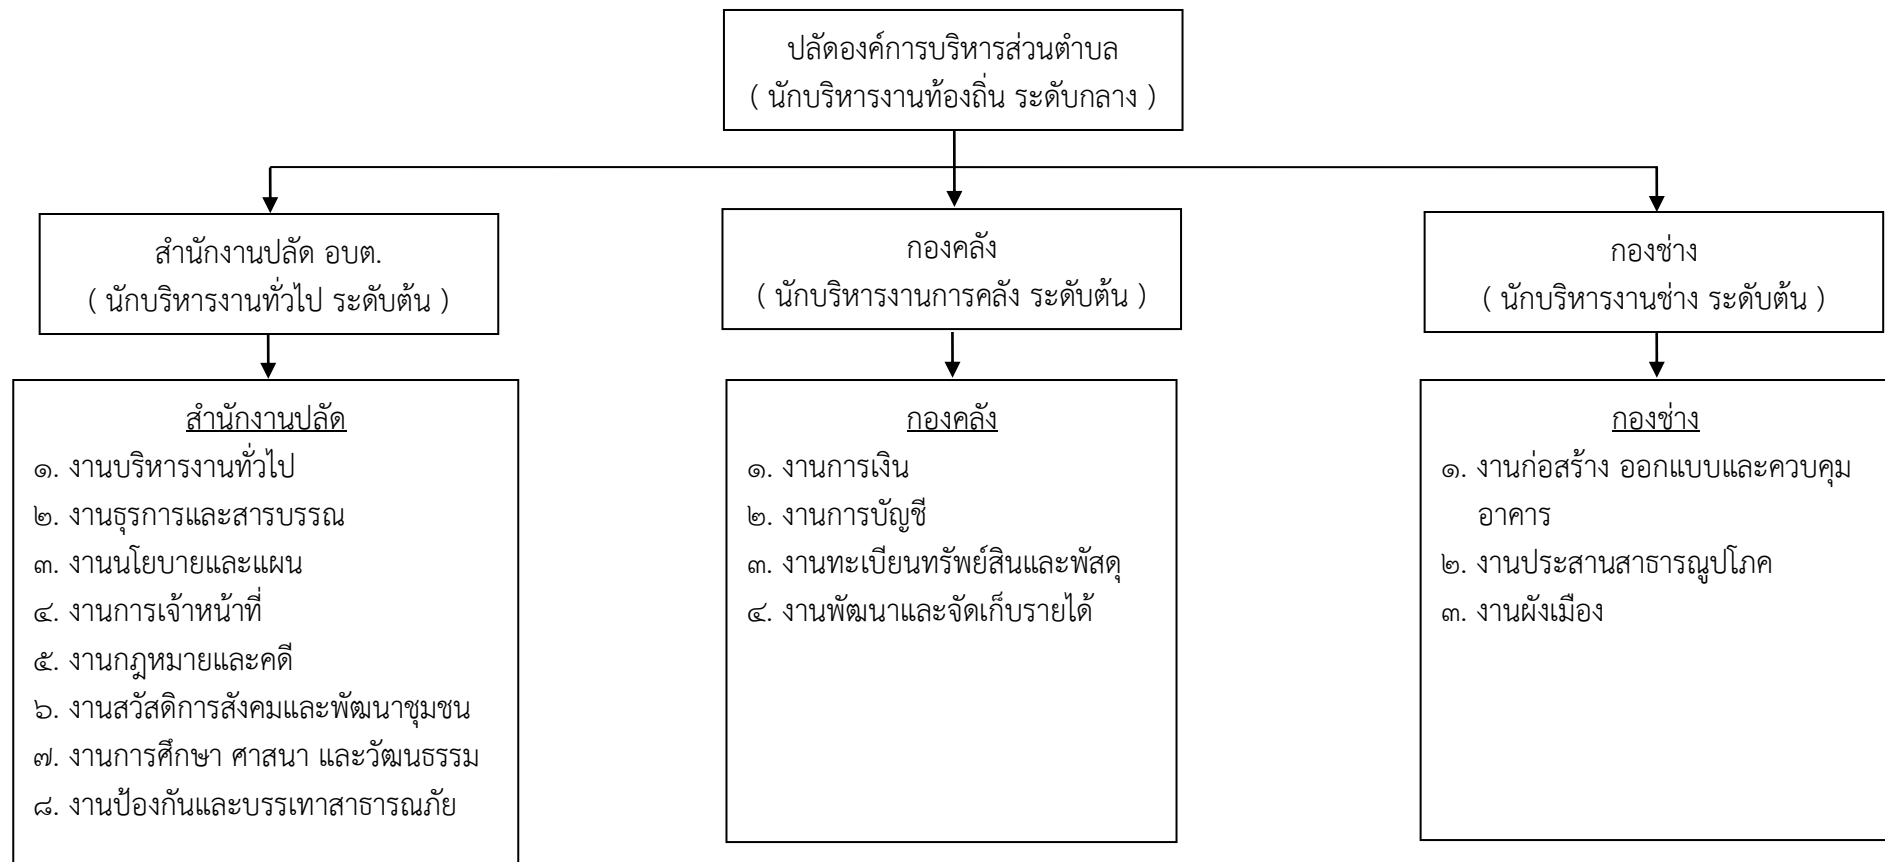 ปลัดองค์การบริหารส่วนตำบล
( นักบริหารงานท้องถิ่น ระดับกลาง )
สำนักงานปลัด อบต.
( นักบริหารงานทั่วไป ระดับต้น )
กองคลัง
( นักบริหารงานการคลัง ระดับต้น )
กองช่าง
( นักบริหารงานช่าง ระดับต้น )
สำนักงานปลัด
๑. งานบริหารงานทั่วไป
๒. งานธุรการและสารบรรณ
๓. งานนโยบายและแผน
๔. งานการเจ้าหน้าที่
๕. งานกฎหมายและคดี
๖. งานสวัสดิการสังคมและพัฒนาชุมชน
๗. งานการศึกษา ศาสนา และวัฒนธรรม
๘. งานป้องกันและบรรเทาสาธารณภัย
กองคลัง
๑. งานการเงิน
๒. งานการบัญชี
๓. งานทะเบียนทรัพย์สินและพัสดุ
๔. งานพัฒนาและจัดเก็บรายได้
กองช่าง
๑. งานก่อสร้าง ออกแบบและควบคุม
อาคาร
๒. งานประสานสาธารณูปโภค
๓. งานผังเมือง